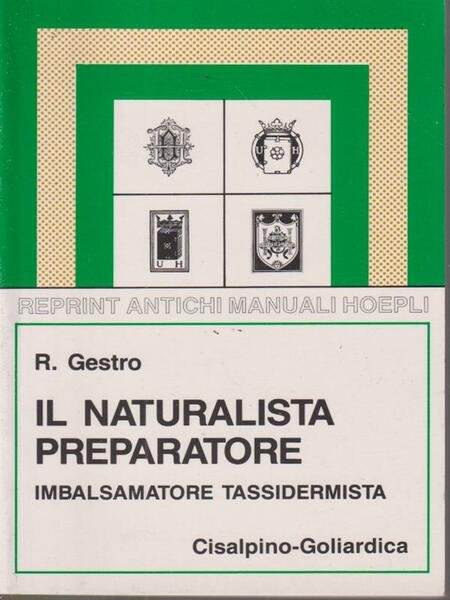 U H
U H
REPRINT ANTICHI MANUALI HOEPLI
R. Gestro
IL NATURALISTA
PREPARATORE
IMBALSAMATORE TASSIDERMISTA
Cisalpino-Goliardica